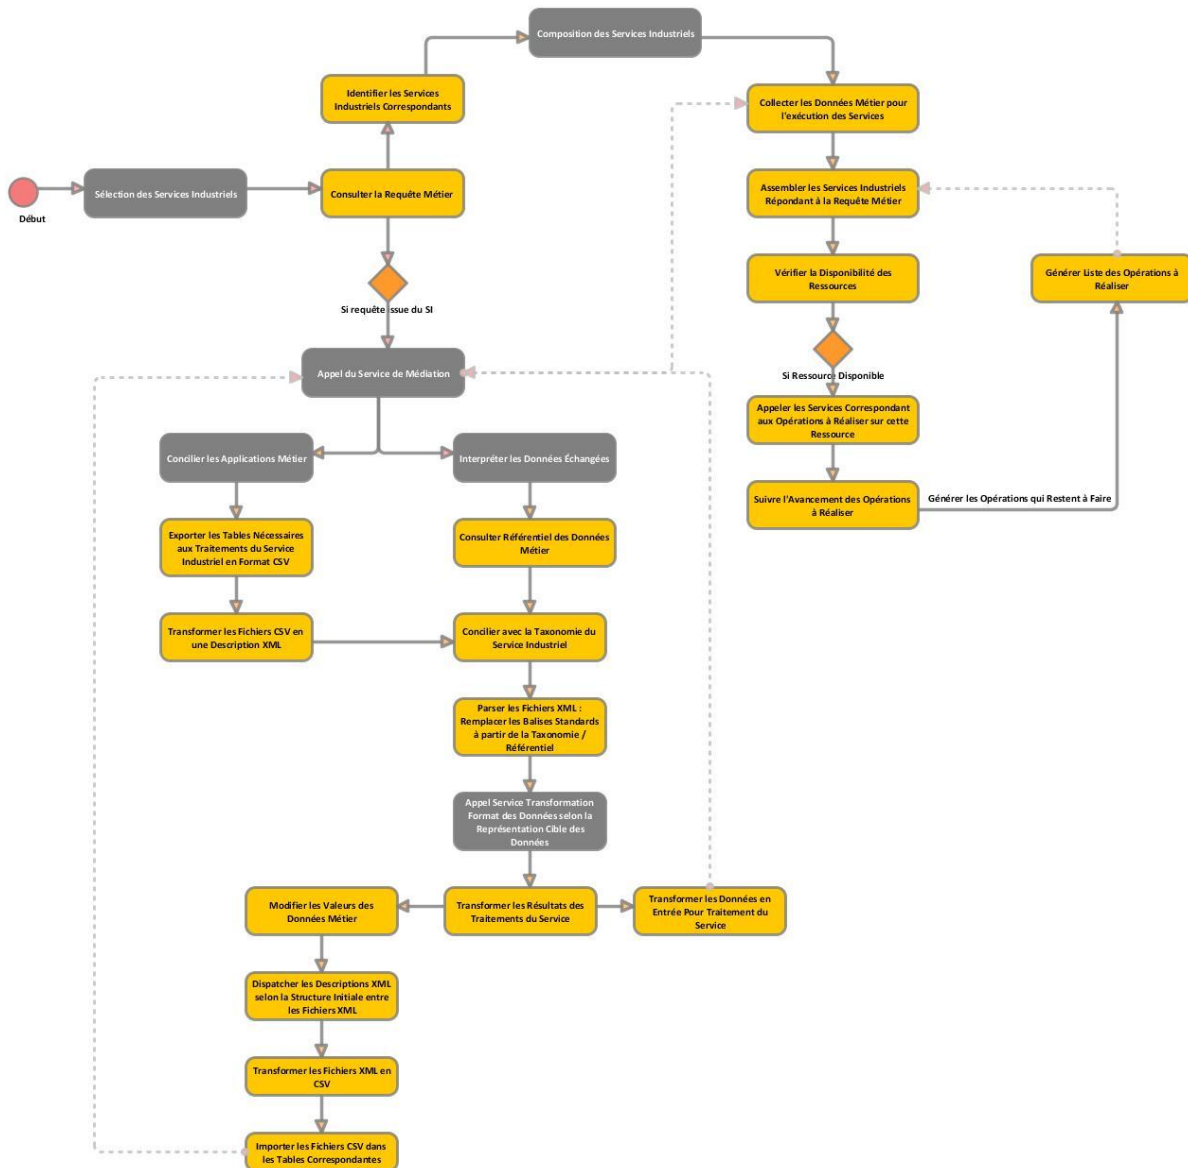 Composition des Services Industriels
Identifier les Services
Industriels Correspondants
Collecter les Données Métier pour
l'exécution des Services
Début
Sélection des Services Industriels
Consulter la Requête Métier
Assembler les Services Industriels
Répondant à la Requête Métier
Si requête issue du SI
Vérifier la Disponibilité des
Ressources
Générer Liste des Opérations à
Réaliser
Appel du Service de Médiation
Si Ressource Disponible
Appeler les Services Correspondant
aux Opérations à Réaliser sur cette
Ressource
Concilier les Applications Métier
Interpréter les Données Échangées
Suivre l'Avancement des Opérations
à Réaliser
Générer les Opérations qui Restent à Faire
Exporter les Tables Nécessaires
aux Traitements du Service
Industriel en Format CSV
Consulter Référentiel des Données
Métier
Transformer les Fichiers CSV en
une Description XML
Concilier avec la Taxonomie du
Service Industriel
Parser les Fichiers XML :
Remplacer les Balises Standards
à partir de la Taxonomie /
Référentiel
Appel Service Transformation
Format des Données selon la
Représentation Cible des
Données
Modifier les Valeurs des
Données Métier
Transformer les Résultats des
Traitements du Service
Transformer les Données en
Entrée Pour Traitement du
Service
Dispatcher les Descriptions XML
selon la Structure Initiale entre
les Fichiers XML
Transformer les Fichiers XML en
CSV
Importer les Fichiers CSV dans
les Tables Correspondantes